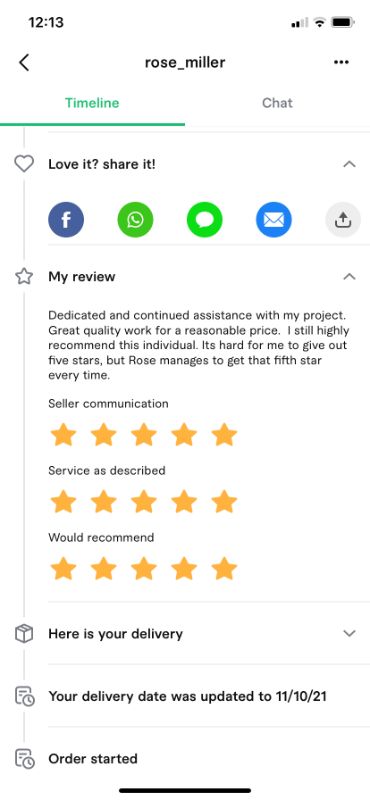 12:13
rose_miller
Timeline
Chat
Love it? share it!
My review
Dedicated and continued assistance with my project.
Great quality work for a reasonable price.  I still highly
recommend this individual. Its hard for me to give out
five stars, but Rose manages to get that fifth star
every time.
Seller communication
Service as described
Would recommend
Here is your delivery
Your delivery date was updated to 11/10/21
Order started